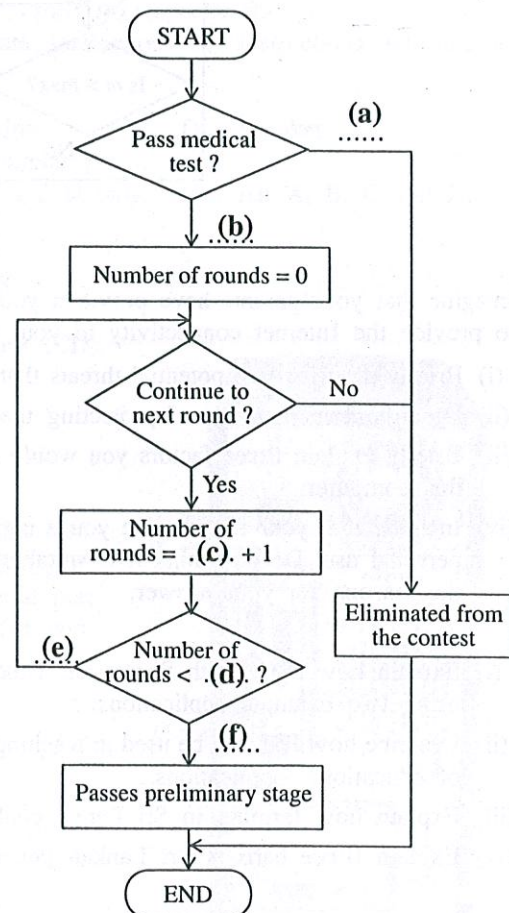 START
(a)
......
Pass medical
test ?
(b)
......
Number of rounds = 0
Continue to
next round ?
No
Yes
Number of
rounds = .(c). +1
(e)
......
Number of
rounds < .(d). ?
Eliminated from
the contest
(f)
......
Passes preliminary stage
END